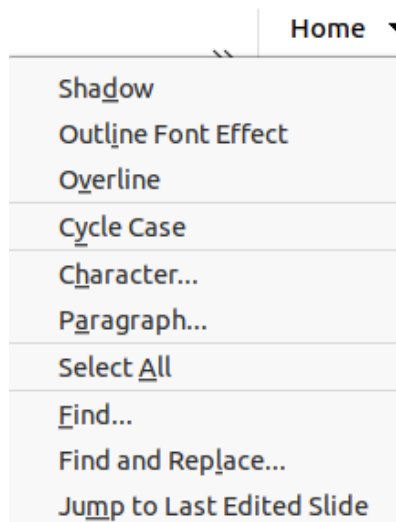 Home
Shadow
Outline Font Effect
Overline
Cycle Case
Character...
Paragraph...
Select All
Find...
Find and Replace...
Jump to Last Edited Slide